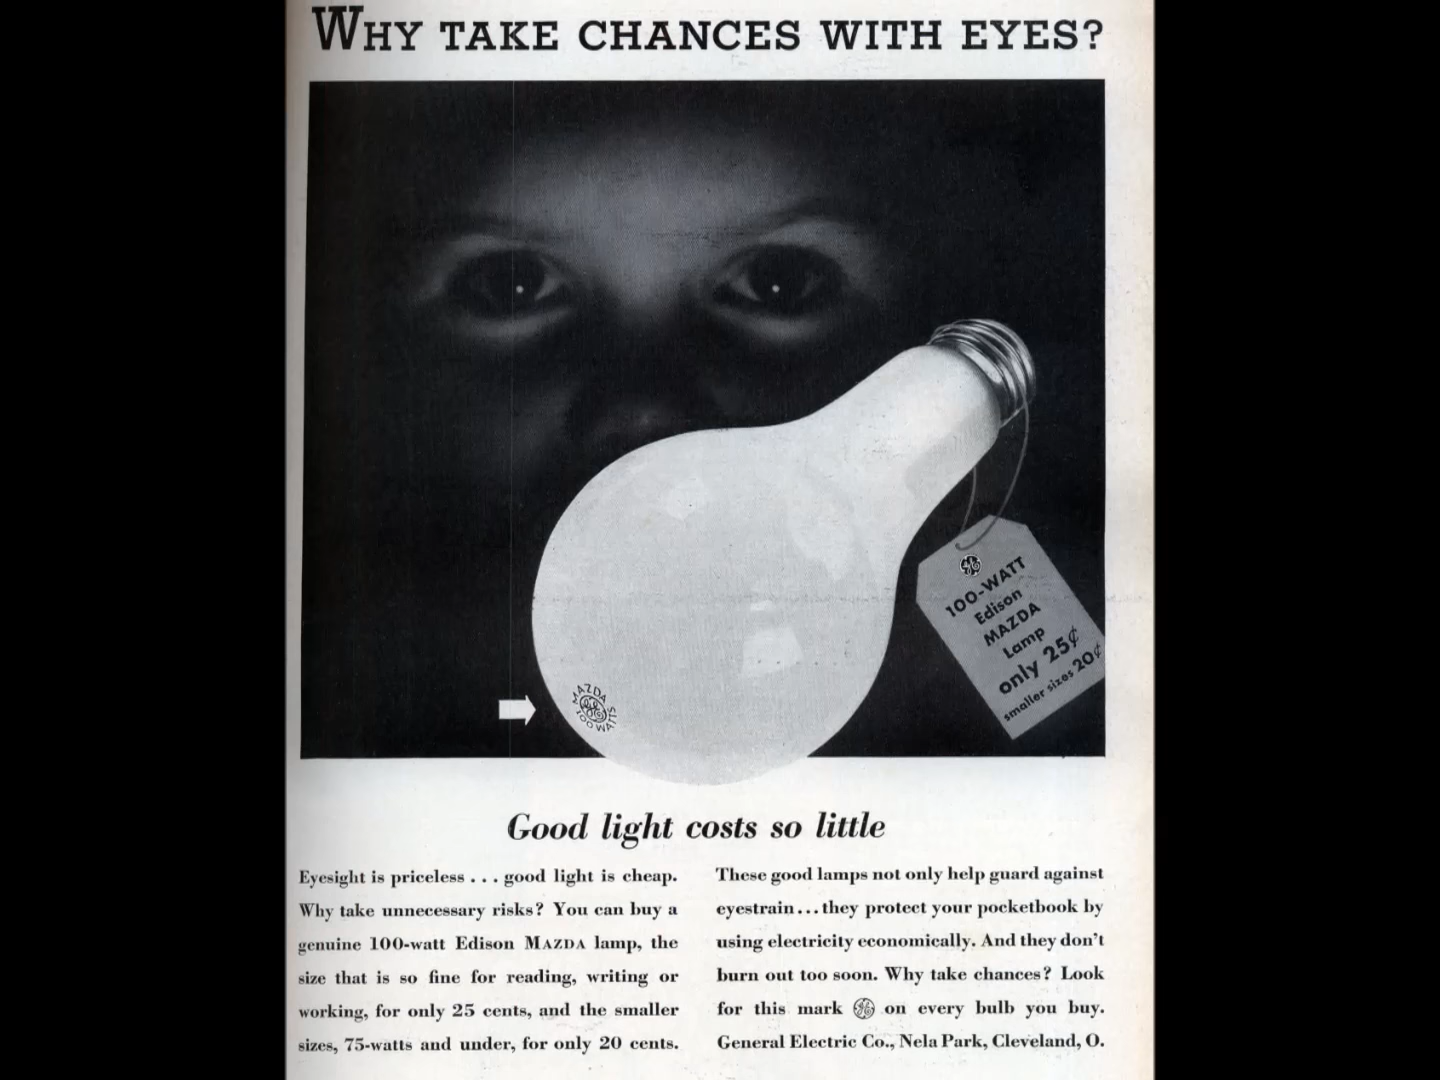 WHY TAKE CHANCES WITH EYES?
GE
100-WATT
Edison
MAZDA
Lamp
only 25¢
smaller sizes 20¢
MAZDA
GE
100 WATTS
Good light costs so little
Eyesight is priceless . . . good light is cheap.
Why take unnecessary risks? You can buy a
genuine 100-watt Edison MAZDA lamp, the
size that is so fine for reading, writing or
working, for only 25 cents, and the smaller
sizes, 75-watts and under, for only 20 cents.
These good lamps not only help guard against
eyestrain...they protect your pocketbook by
using electricity economically. And they don't
burn out too soon. Why take chances? Look
for this mark GE on every bulb you buy.
General Electric Co., Nela Park, Cleveland, O.